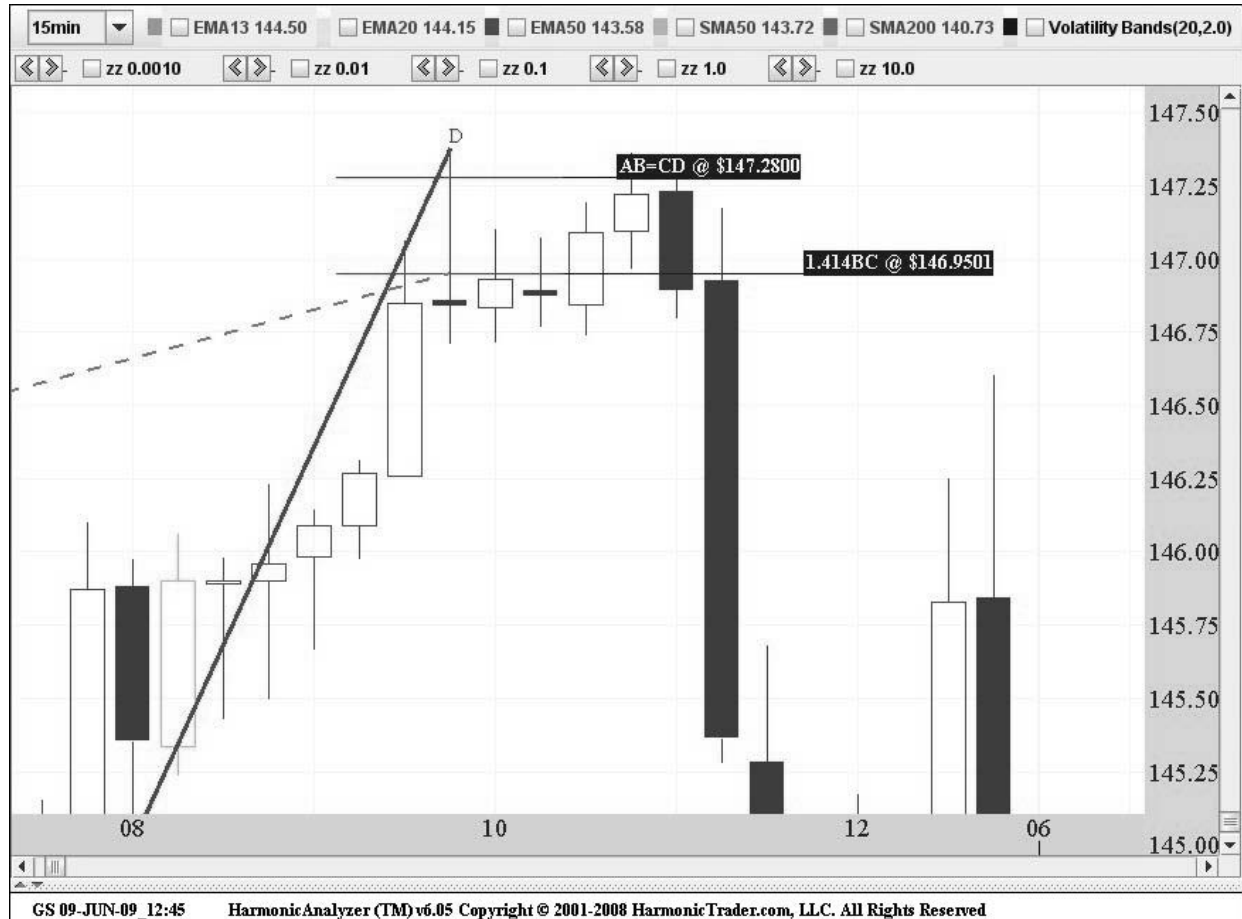 15min EMA13 144.50 EMA20 144.15 EMA50 143.58 SMA50 143.72 SMA200 140.73 Volatility Bands(20,2.0)
zz 0.0010 zz 0.01 zz 0.1 zz 1.0 zz 10.0
147.50
D
AB=CD @ $147.2800
147.25
1.414BC @ $146.9501
147.00
146.75
146.50
146.25
146.00
145.75
145.50
145.25
08 10 12 06
145.00
GS 09-JUN-09_12:45 HarmonicAnalyzer (TM) v6.05 Copyright © 2001-2008 HarmonicTrader.com, LLC. All Rights Reserved